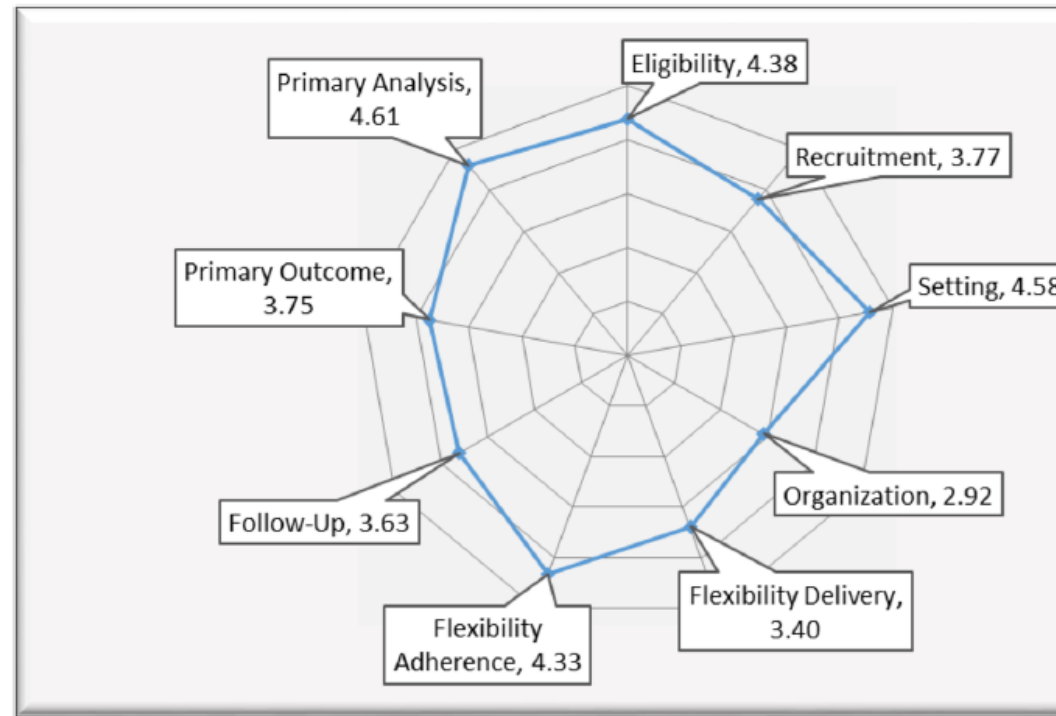 Eligibility, 4.38
Primary Analysis,
4.61
Recruitment, 3.77
Primary Outcome,
3.75
Setting, 4.58
Organization, 2.92
Follow-Up, 3.63
Flexibility Delivery,
3.40
Flexibility
Adherence, 4.33